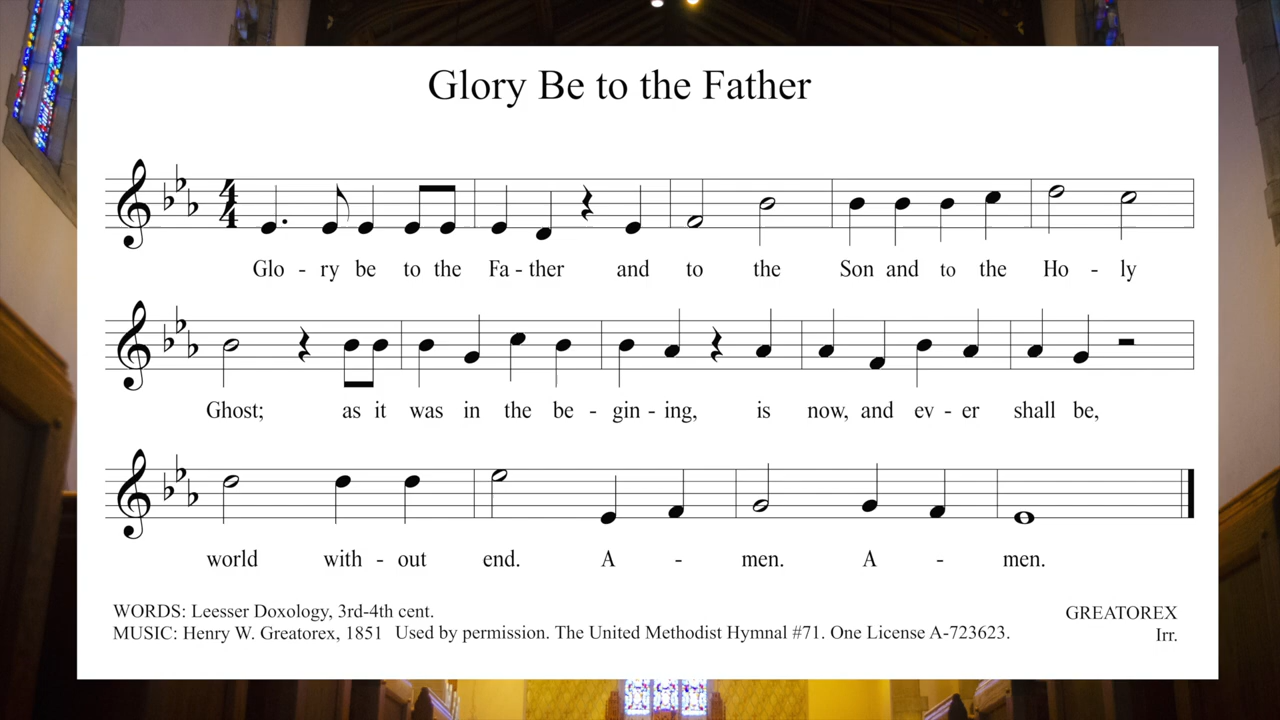 Glory Be to the Father
4
4
Glo - ry be to the Fa - ther and to the Son and to the Ho - ly
Ghost; as it was in the be - gin - ing, is now, and ev - er shall be,
world with - out end. A - men. A - men.
WORDS: Leesser Doxology, 3rd-4th cent.
MUSIC: Henry W. Greatorex, 1851 Used by permission. The United Methodist Hymnal #71. One License A-723623.
GREATOREX
Irr.